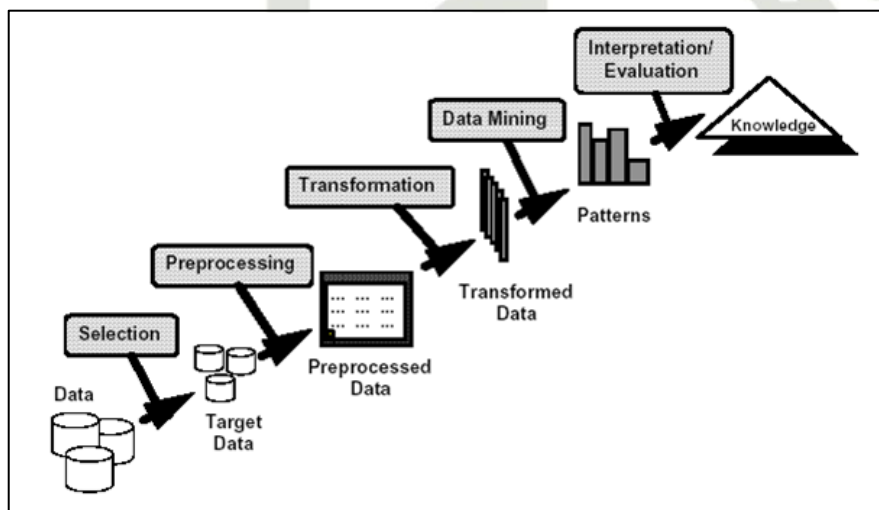 Interpretation/
Evaluation
Knowledge
Data Mining
Patterns
Transformation
Transformed
Data
Preprocessing
Preprocessed
Data
Selection
Target
Data
Data